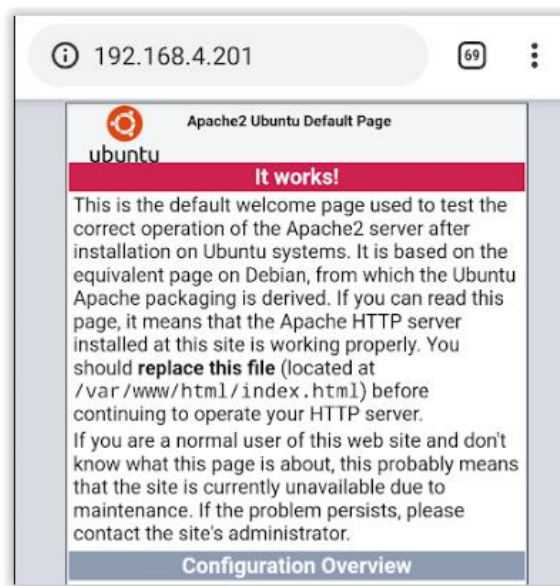 192.168.4.201
69
Apache2 Ubuntu Default Page
ubuntu
It works!
This is the default welcome page used to test the
correct operation of the Apache2 server after
installation on Ubuntu systems. It is based on the
equivalent page on Debian, from which the Ubuntu
Apache packaging is derived. If you can read this
page, it means that the Apache HTTP server
installed at this site is working properly. You
should replace this file (located at
/var/www/html/index.html) before
continuing to operate your HTTP server.
If you are a normal user of this web site and don't
know what this page is about, this probably means
that the site is currently unavailable due to
maintenance. If the problem persists, please
contact the site's administrator.
Configuration Overview